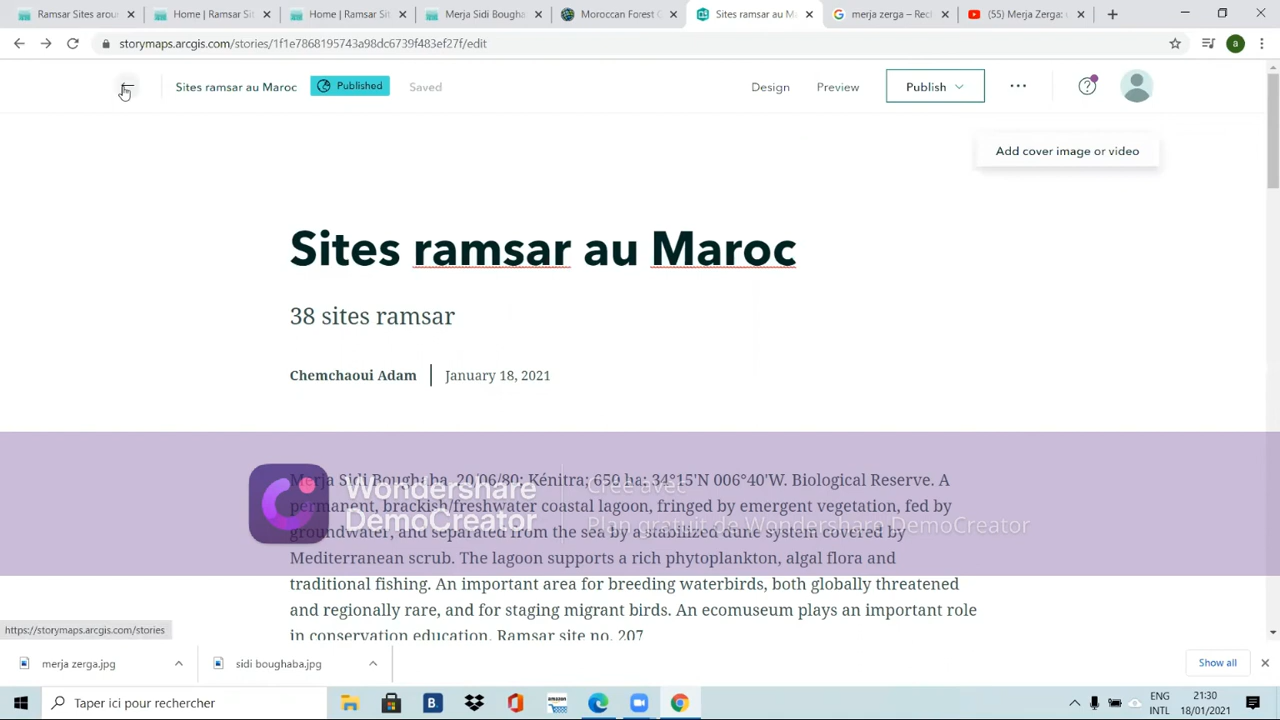 Ramsar Sites arou
Home | Ramsar Sit
Home | Ramsar Sit
Merja Sidi Bougha
Moroccan Forest C
Sites ramsar au M
merja zerga – Rech
(55) Merja Zerga: u
storymaps.arcgis.com/stories/1f1e7868195743a98dc6739f483ef27f/edit
a
Sites ramsar au Maroc
Published
Saved
Design
Preview
Publish
Add cover image or video
Sites ramsar au Maroc
38 sites ramsar
Chemchaoui Adam
January 18, 2021
Merja Sidi Boughaba. 20/06/80; Kénitra; 650 ha; 34°15'N 006°40'W. Biological Reserve. A
permanent, brackish/freshwater coastal lagoon, fringed by emergent vegetation, fed by
groundwater, and separated from the sea by a stabilized dune system covered by
Mediterranean scrub. The lagoon supports a rich phytoplankton, algal flora and
traditional fishing. An important area for breeding waterbirds, both globally threatened
and regionally rare, and for staging migrant birds. An ecomuseum plays an important role
in conservation education. Ramsar site no. 207
Wondershare
DemoCreator
Créé avec
Plan gratuit de Wondershare DemoCreator
https://storymaps.arcgis.com/stories
merja zerga.jpg
sidi boughaba.jpg
Show all
Taper ici pour rechercher
B.
amazon
ENG
INTL
21:30
18/01/2021